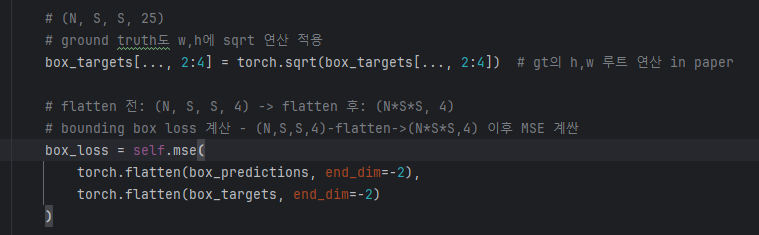 # (N, S, S, 25)
# ground truth도 w,h에 sqrt 연산 적용
box_targets[..., 2:4] = torch.sqrt(box_targets[..., 2:4])  # gt의 h,w 루트 연산 in paper
# flatten 전: (N, S, S, 4) -> flatten 후: (N*S*S, 4)
# bounding box loss 계산 - (N,S,S,4)-flatten->(N*S*S,4) 이후 MSE 계싼
box_loss = self.mse(
    torch.flatten(box_predictions, end_dim=-2),
    torch.flatten(box_targets, end_dim=-2)
)